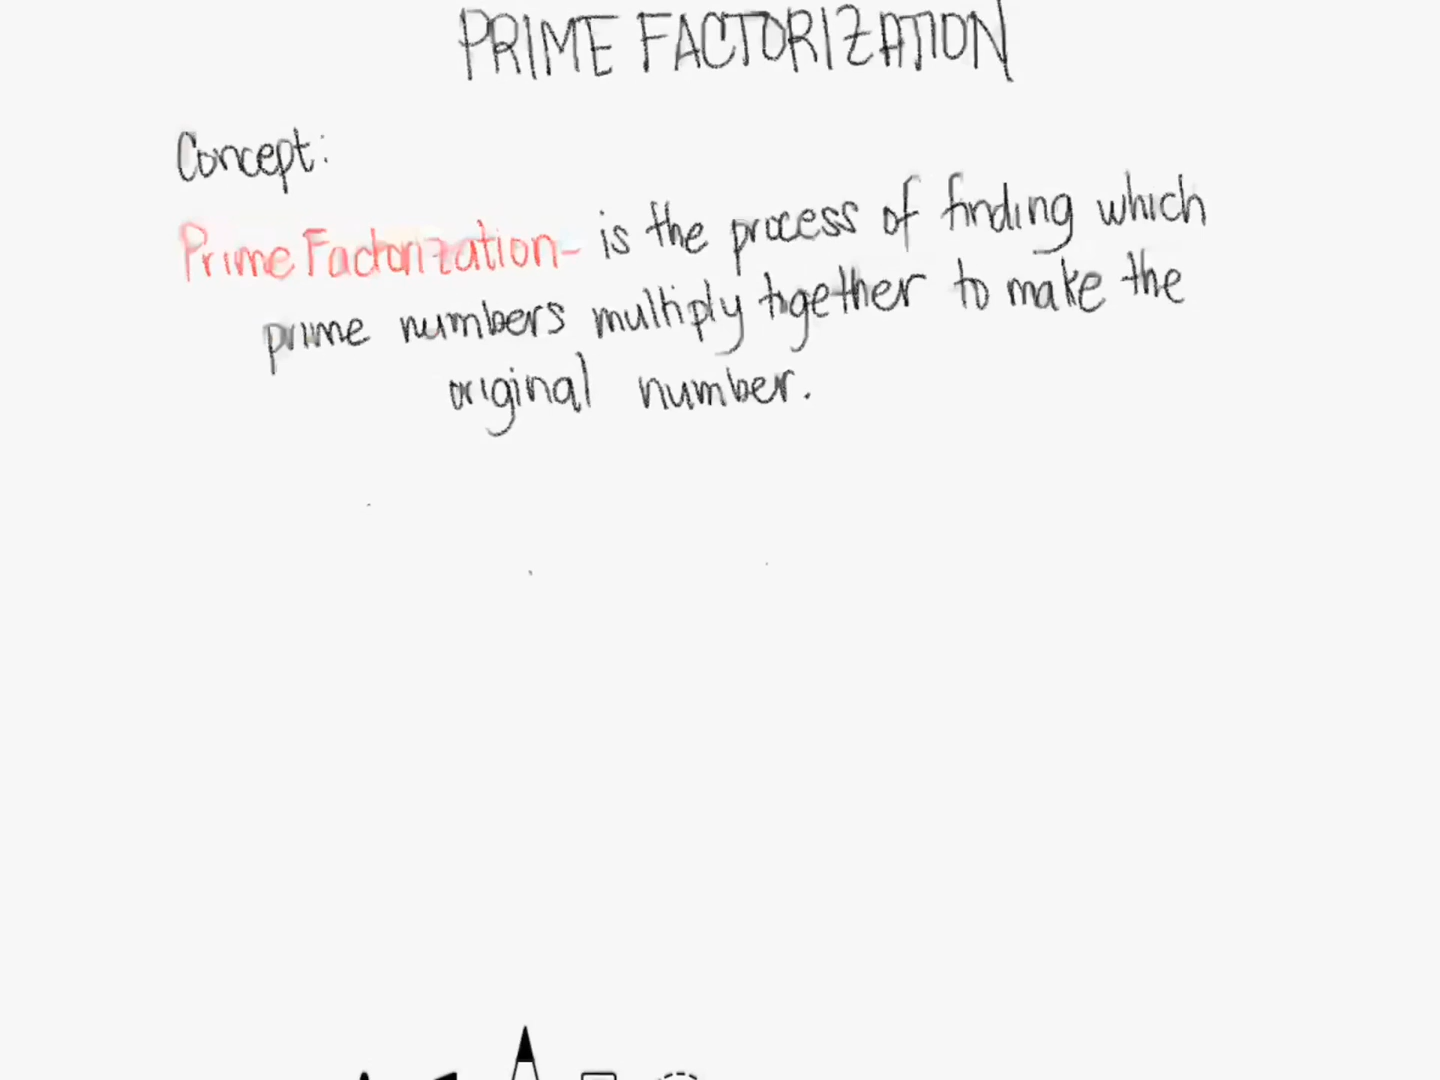 PRIME FACTORIZATION
Concept:
Prime Factorization- is the process of finding which
prime numbers multiply together to make the
original number.